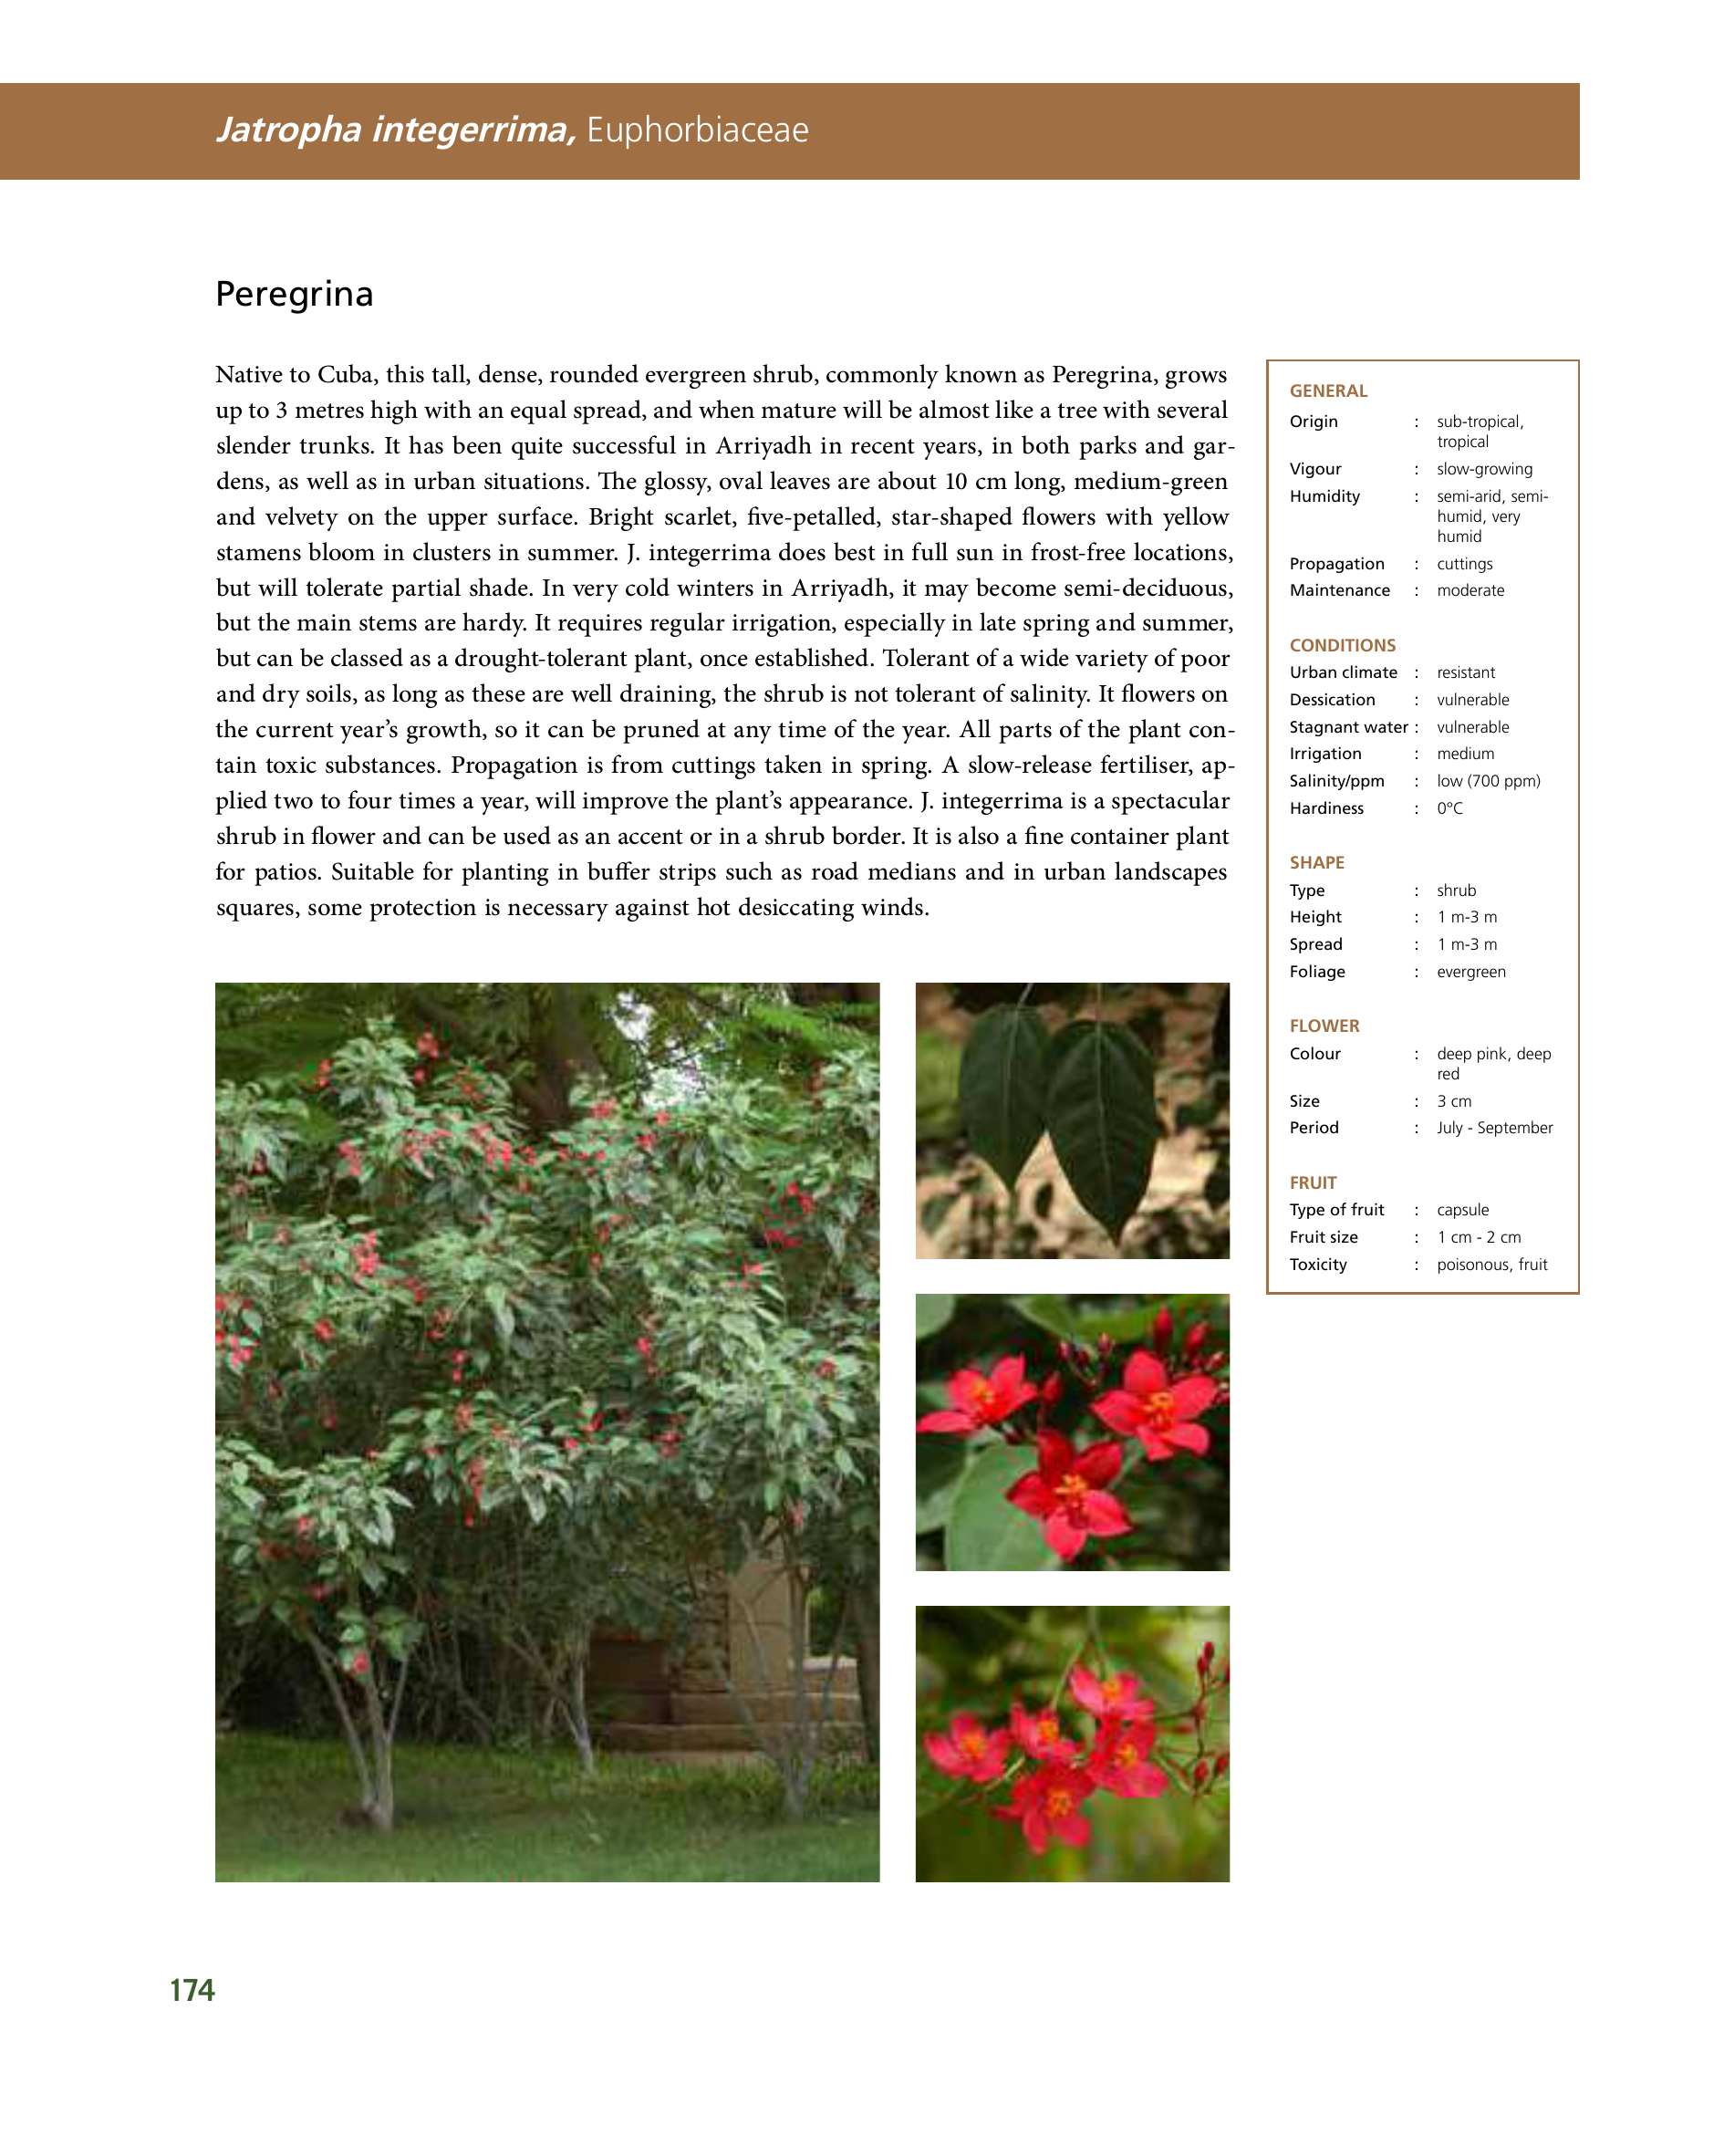 Jatropha integerrima, Euphorbiaceae
Peregrina
Native to Cuba, this tall, dense, rounded evergreen shrub, commonly known as Peregrina, grows
up to 3 metres high with an equal spread, and when mature will be almost like a tree with several
slender trunks. It has been quite successful in Arriyadh in recent years, in both parks and gar-
dens, as well as in urban situations. The glossy, oval leaves are about 10 cm long, medium-green
and velvety on the upper surface. Bright scarlet, five-petalled, star-shaped flowers with yellow
stamens bloom in clusters in summer. J. integerrima does best in full sun in frost-free locations,
but will tolerate partial shade. In very cold winters in Arriyadh, it may become semi-deciduous,
but the main stems are hardy. It requires regular irrigation, especially in late spring and summer,
but can be classed as a drought-tolerant plant, once established. Tolerant of a wide variety of poor
and dry soils, as long as these are well draining, the shrub is not tolerant of salinity. It flowers on
the current year’s growth, so it can be pruned at any time of the year. All parts of the plant con-
tain toxic substances. Propagation is from cuttings taken in spring. A slow-release fertiliser, ap-
plied two to four times a year, will improve the plant’s appearance. J. integerrima is a spectacular
shrub in flower and can be used as an accent or in a shrub border. It is also a fine container plant
for patios. Suitable for planting in buffer strips such as road medians and in urban landscapes
squares, some protection is necessary against hot desiccating winds.
GENERAL
Origin : sub-tropical,
tropical
Vigour : slow-growing
Humidity : semi-arid, semi-
humid, very
humid
Propagation : cuttings
Maintenance : moderate
CONDITIONS
Urban climate : resistant
Dessication : vulnerable
Stagnant water : vulnerable
Irrigation : medium
Salinity/ppm : low (700 ppm)
Hardiness : 0°C
SHAPE
Type : shrub
Height : 1 m-3 m
Spread : 1 m-3 m
Foliage : evergreen
FLOWER
Colour : deep pink, deep
red
Size : 3 cm
Period : July - September
FRUIT
Type of fruit : capsule
Fruit size : 1 cm - 2 cm
Toxicity : poisonous, fruit
174